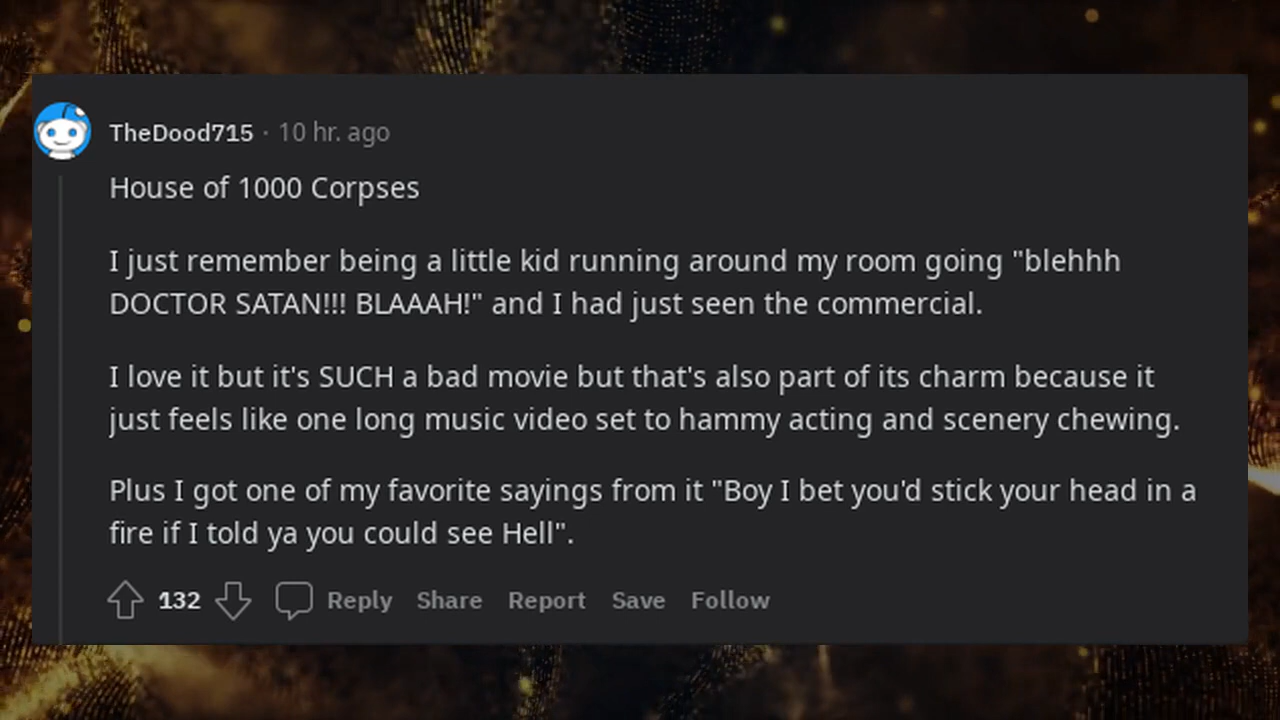 TheDood715 · 10 hr. ago
House of 1000 Corpses
I just remember being a little kid running around my room going "blehhh
DOCTOR SATAN!!! BLAAAH!" and I had just seen the commercial.
I love it but it's SUCH a bad movie but that's also part of its charm because it
just feels like one long music video set to hammy acting and scenery chewing.
Plus I got one of my favorite sayings from it "Boy I bet you'd stick your head in a
fire if I told ya you could see Hell".
132 Reply Share Report Save Follow